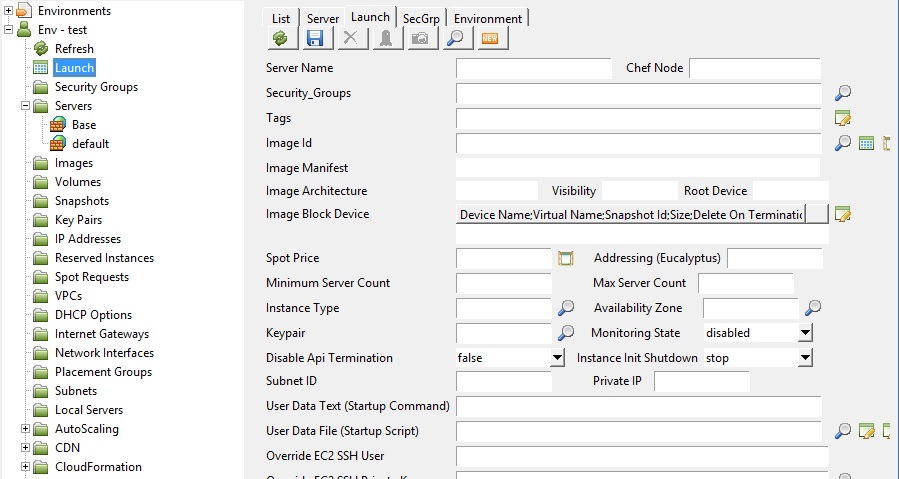 Environments
Env - test
Refresh
Launch
Security Groups
Servers
Base
default
Images
Volumes
Snapshots
Key Pairs
IP Addresses
Reserved Instances
Spot Requests
VPCs
DHCP Options
Internet Gateways
Network Interfaces
Placement Groups
Subnets
Local Servers
AutoScaling
CDN
CloudFormation
List Server Launch SecGrp Environment
NEW
Server Name Chef Node
Security_Groups
Tags
Image Id
Image Manifest
Image Architecture Visibility Root Device
Image Block Device Device Name;Virtual Name;Snapshot Id;Size;Delete On Terminatic
Spot Price Addressing (Eucalyptus)
Minimum Server Count Max Server Count
Instance Type Availability Zone
Keypair Monitoring State disabled
Disable Api Termination false Instance Init Shutdown stop
Subnet ID Private IP
User Data Text (Startup Command)
User Data File (Startup Script)
Override EC2 SSH User
Override EC2 SSH Private K